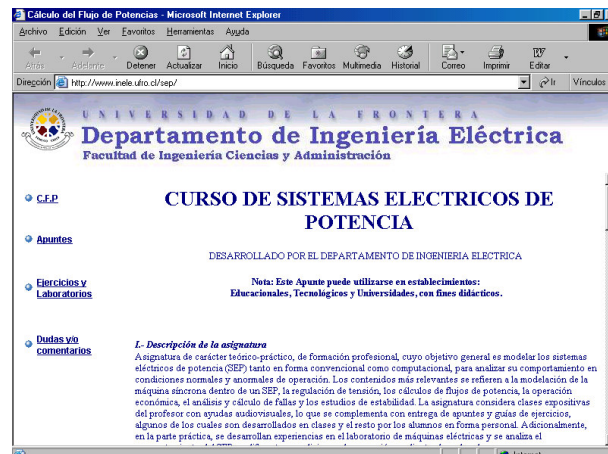 Cálculo del Flujo de Potencias - Microsoft Internet Explorer
Archivo Edición Ver Favoritos Herramientas Ayuda
Atrás Adelante Detener Actualizar Inicio Búsqueda Favoritos Multimedia Historial Correo Imprimir Editar
Dirección http://www.inele.ufro.cl/sep/ Ir Vínculos
UNIVERSIDAD DE LA FRONTERA
Departamento de Ingeniería Eléctrica
Facultad de Ingeniería Ciencias y Administración
C.F.P
Apuntes
Ejercicios y
Laboratorios
Dudas y/o
comentarios
CURSO DE SISTEMAS ELECTRICOS DE
POTENCIA
DESARROLLADO POR EL DEPARTAMENTO DE INGENIERIA ELECTRICA
Nota: Este Apunte puede utilizarse en establecimientos:
Educacionales, Tecnológicos y Universidades, con fines didácticos.
I.- Descripción de la asignatura
Asignatura de carácter teórico-práctico, de formación profesional, cuyo objetivo general es modelar los sistemas
eléctricos de potencia (SEP) tanto en forma convencional como computacional, para analizar su comportamiento en
condiciones normales y anormales de operación. Los contenidos más relevantes se refieren a la modelación de la
máquina síncrona dentro de un SEP, la regulación de tensión, los cálculos de flujos de potencia, la operación
económica, el análisis y cálculo de fallas y los estudios de estabilidad. La asignatura considera clases expositivas
del profesor con ayudas audiovisuales, lo que se complementa con entrega de apuntes y guías de ejercicios,
algunos de los cuales son desarrollados en clases y el resto por los alumnos en forma personal. Adicionalmente,
en la parte práctica, se desarrollan experiencias en el laboratorio de máquinas eléctricas y se analiza el